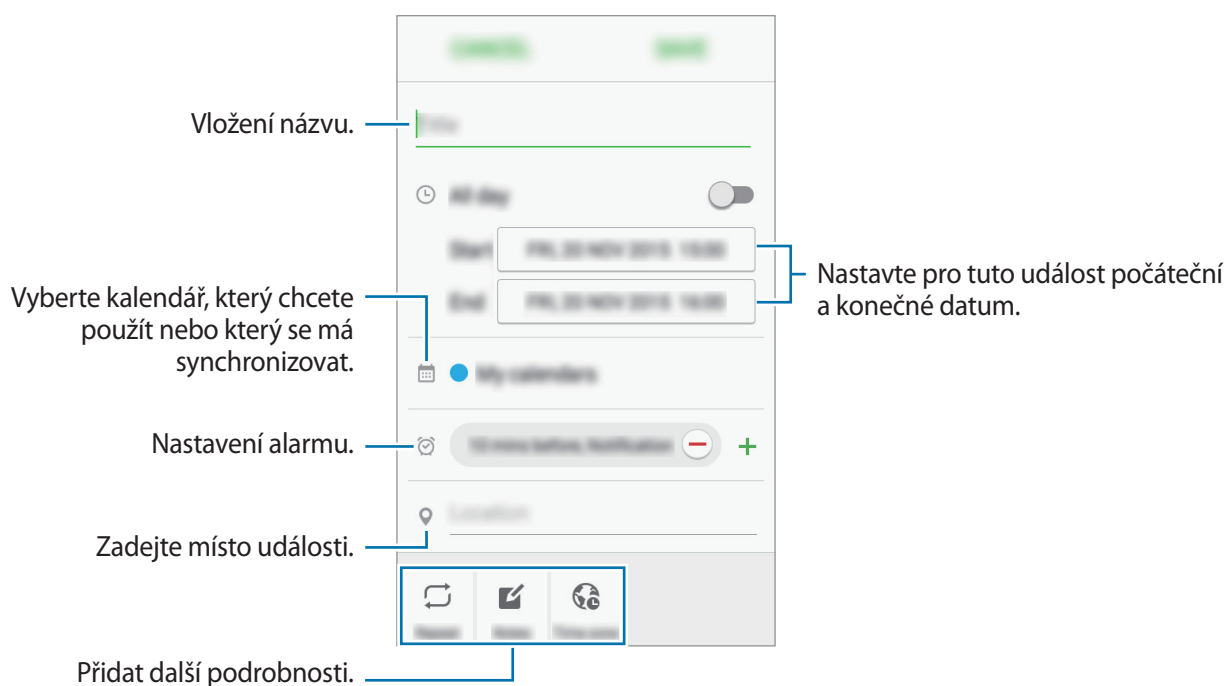 CANCEL
SAVE
Vložení názvu.
Title
All day
Start
FRI, 20 NOV 2015 15:00
Nastavte pro tuto událost počáteční
a konečné datum.
End
FRI, 20 NOV 2015 16:00
Vyberte kalendář, který chcete
použít nebo který se má
synchronizovat.
My calendars
Nastavení alarmu.
10 mins before, Notification
Location
Zadejte místo události.
Repeat
Notes
Time zone
Přidat další podrobnosti.